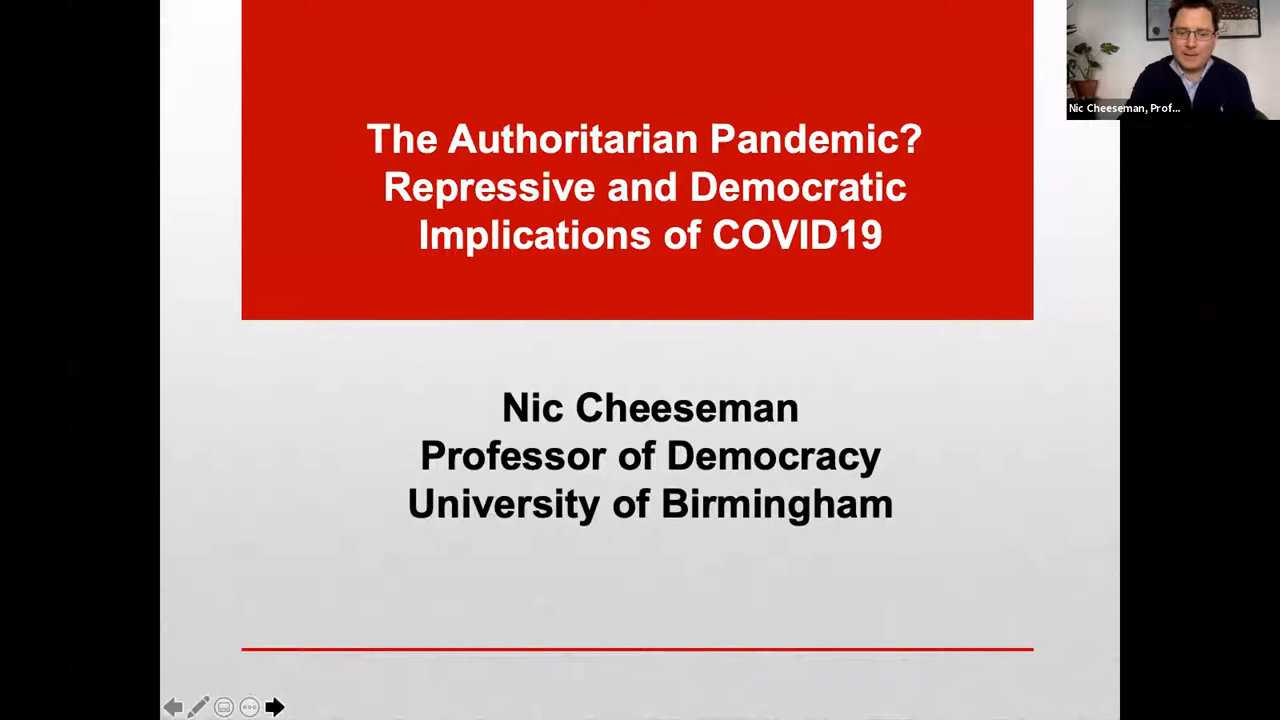 The Authoritarian Pandemic?
Repressive and Democratic
Implications of COVID19
Nic Cheeseman
Professor of Democracy
University of Birmingham
Nic Cheeseman, Prof...